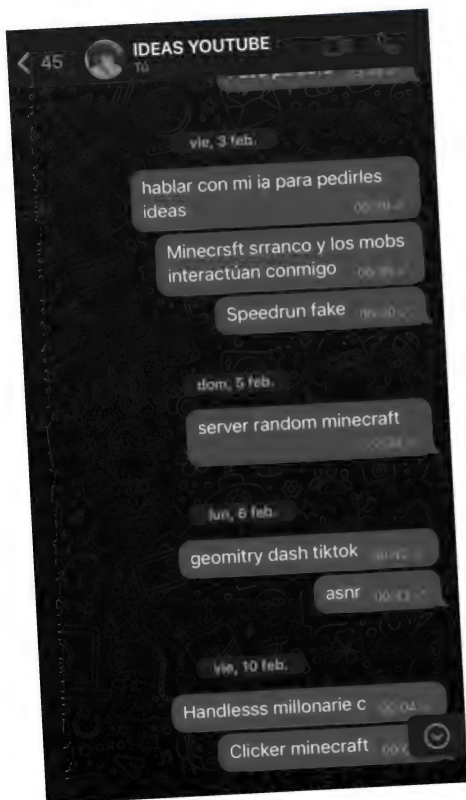 45
IDEAS YOUTUBE
Tú
vie, 3 feb.
hablar con mi ia para pedirles
ideas
Minecrsft srranco y los mobs
interactúan conmigo
Speedrun fake
dom, 5 feb.
server random minecraft
lun, 6 feb.
geomitry dash tiktok
asnr
vie, 10 feb.
Handlesss millonarie c
Clicker minecraft